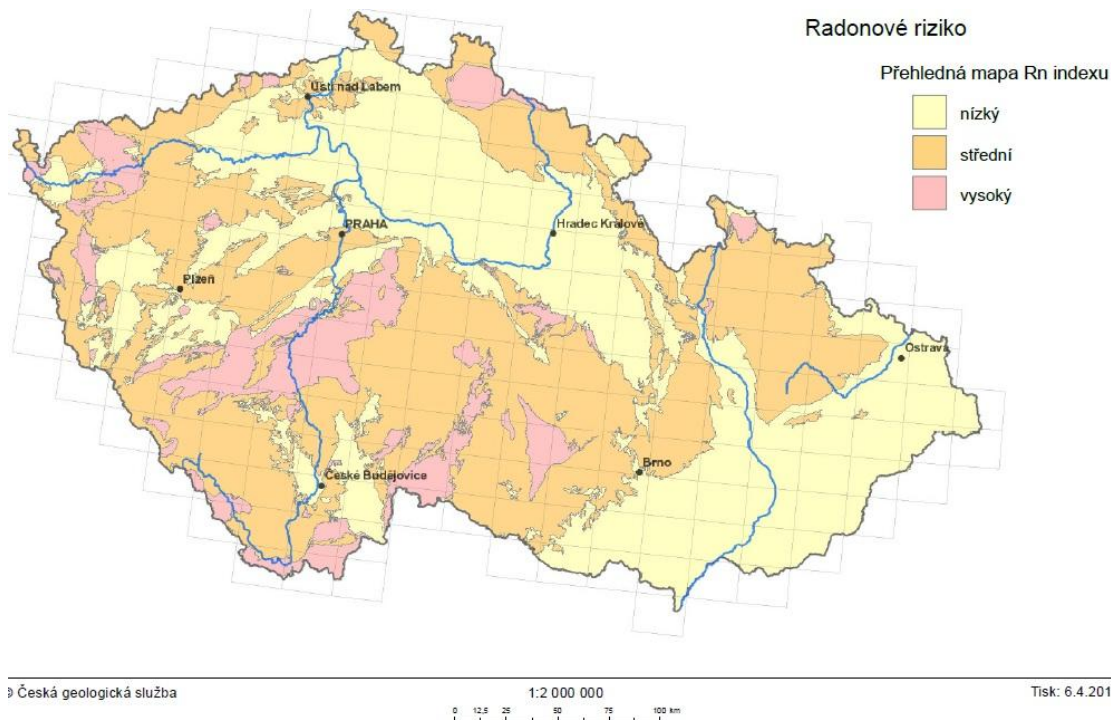 Radonové riziko
Přehledná mapa Rn indexu
nízký
střední
vysoký
Ústí nad Labem
PRAHA
Hradec Králové
Plzeň
Ostrava
Brno
České Budějovice
Česká geologická služba
1:2 000 000
Tisk: 6.4.201
0 12,5 25 50 75 100 km